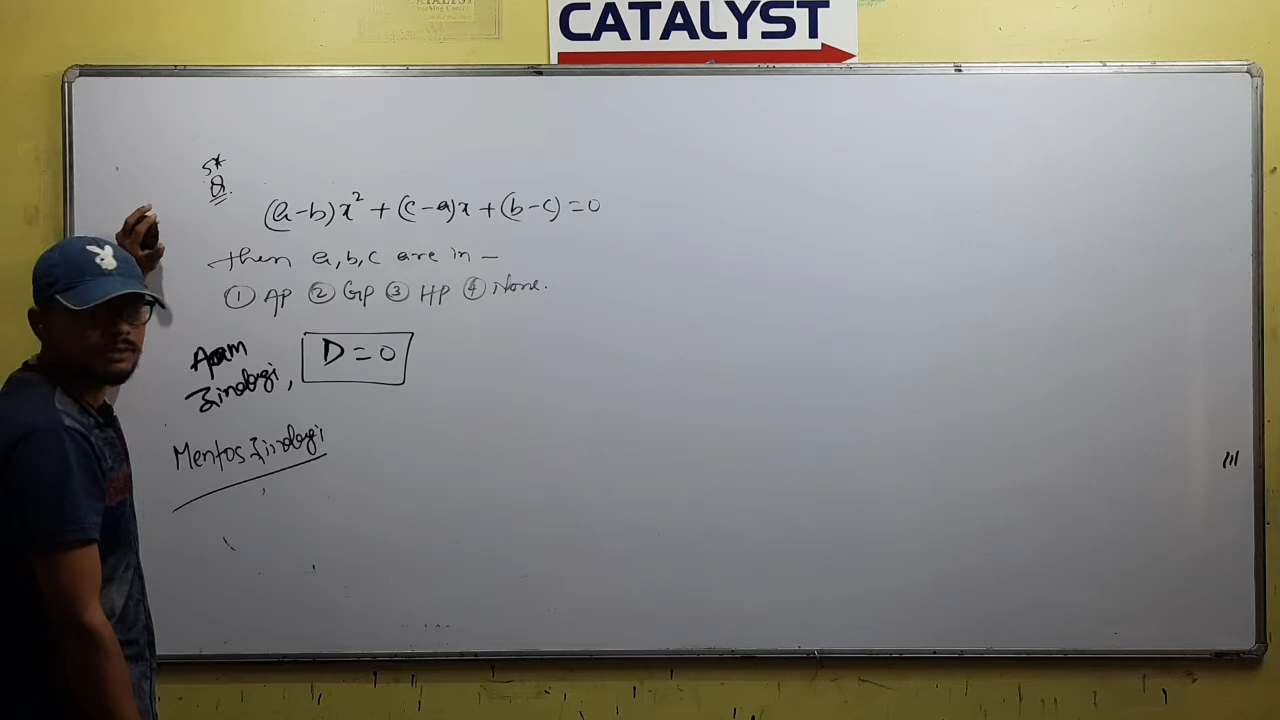 CATALYST
5*
Q.
(a-b)x² + (c-a)x + (b-c) = 0
then a, b, c are in –
① AP ② GP ③ HP ④ None.
Aam
Zindagi, D = 0
Mentos Zindagi